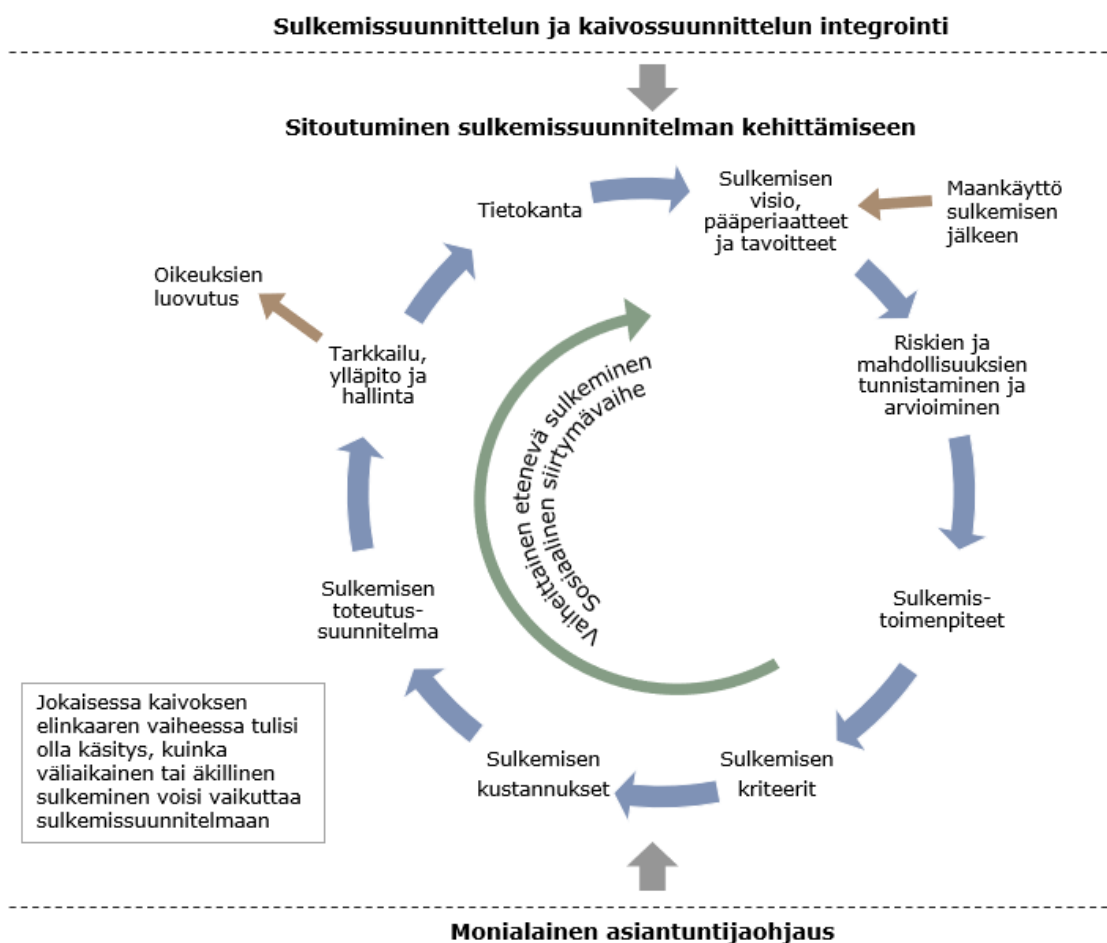 Sulkemissuunnittelun ja kaivossuunnittelun integrointi
Sitoutuminen sulkemissuunnitelman kehittämiseen
Tietokanta
Sulkemisen
visio,
pääperiaatteet
ja tavoitteet
Maankäyttö
sulkemisen
jälkeen
Oikeuksien
luovutus
Tarkkailu,
ylläpito ja
hallinta
Riskien ja
mahdollisuuksien
tunnistaminen ja
arvioiminen
Vaiheittainen etenevä sulkeminen
Sosiaalinen siirtymävaihe
Sulkemisen
toteutus-
suunnitelma
Sulkemis-
toimenpiteet
Jokaisessa kaivoksen
elinkaaren vaiheessa tulisi
olla käsitys, kuinka
väliaikainen tai äkillinen
sulkeminen voisi vaikuttaa
sulkemissuunnitelmaan
Sulkemisen
kustannukset
Sulkemisen
kriteerit
Monialainen asiantuntijaohjaus